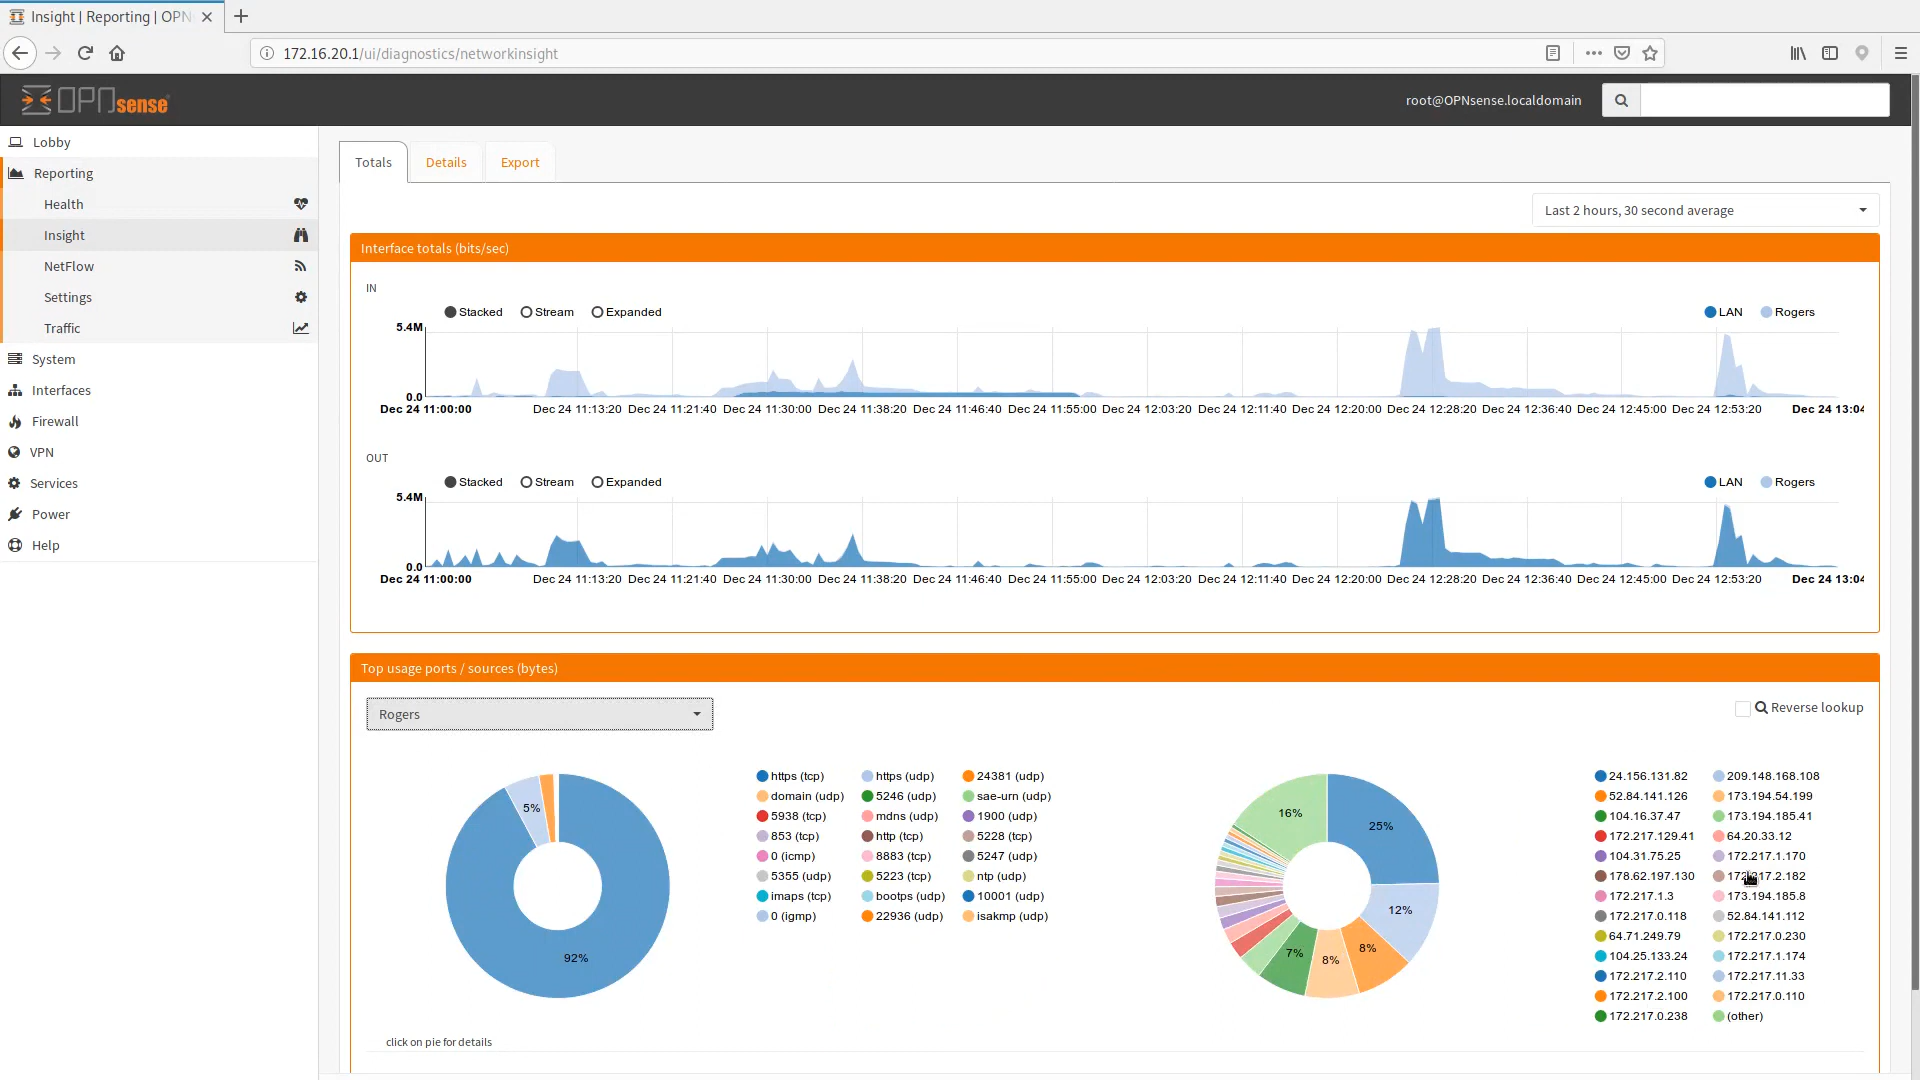 Insight | Reporting | OPN
172.16.20.1/ui/diagnostics/networkinsight
OPNsense
root@OPNsense.localdomain
Lobby
Reporting
Health
Insight
NetFlow
Settings
Traffic
System
Interfaces
Firewall
VPN
Services
Power
Help
Totals Details Export
Last 2 hours, 30 second average
Interface totals (bits/sec)
IN
Stacked Stream Expanded LAN Rogers
5.4M
0.0
Dec 24 11:00:00 Dec 24 11:13:20 Dec 24 11:21:40 Dec 24 11:30:00 Dec 24 11:38:20 Dec 24 11:46:40 Dec 24 11:55:00 Dec 24 12:03:20 Dec 24 12:11:40 Dec 24 12:20:00 Dec 24 12:28:20 Dec 24 12:36:40 Dec 24 12:45:00 Dec 24 12:53:20 Dec 24 13:04
OUT
Stacked Stream Expanded LAN Rogers
5.4M
0.0
Dec 24 11:00:00 Dec 24 11:13:20 Dec 24 11:21:40 Dec 24 11:30:00 Dec 24 11:38:20 Dec 24 11:46:40 Dec 24 11:55:00 Dec 24 12:03:20 Dec 24 12:11:40 Dec 24 12:20:00 Dec 24 12:28:20 Dec 24 12:36:40 Dec 24 12:45:00 Dec 24 12:53:20 Dec 24 13:04
Top usage ports / sources (bytes)
Rogers
Reverse lookup
5%
92%
https (tcp) https (udp) 24381 (udp)
domain (udp) 5246 (udp) sae-urn (udp)
5938 (tcp) mdns (udp) 1900 (udp)
853 (tcp) http (tcp) 5228 (tcp)
0 (icmp) 8883 (tcp) 5247 (udp)
5355 (udp) 5223 (tcp) ntp (udp)
imaps (tcp) bootps (udp) 10001 (udp)
0 (igmp) 22936 (udp) isakmp (udp)
16%
25%
12%
8%
8%
7%
24.156.131.82 209.148.168.108
52.84.141.126 173.194.54.199
104.16.37.47 173.194.185.41
172.217.129.41 64.20.33.12
104.31.75.25 172.217.1.170
178.62.197.130 172.217.2.182
172.217.1.3 173.194.185.8
172.217.0.118 52.84.141.112
64.71.249.79 172.217.0.230
104.25.133.24 172.217.1.174
172.217.2.110 172.217.11.33
172.217.2.100 172.217.0.110
172.217.0.238 (other)
click on pie for details